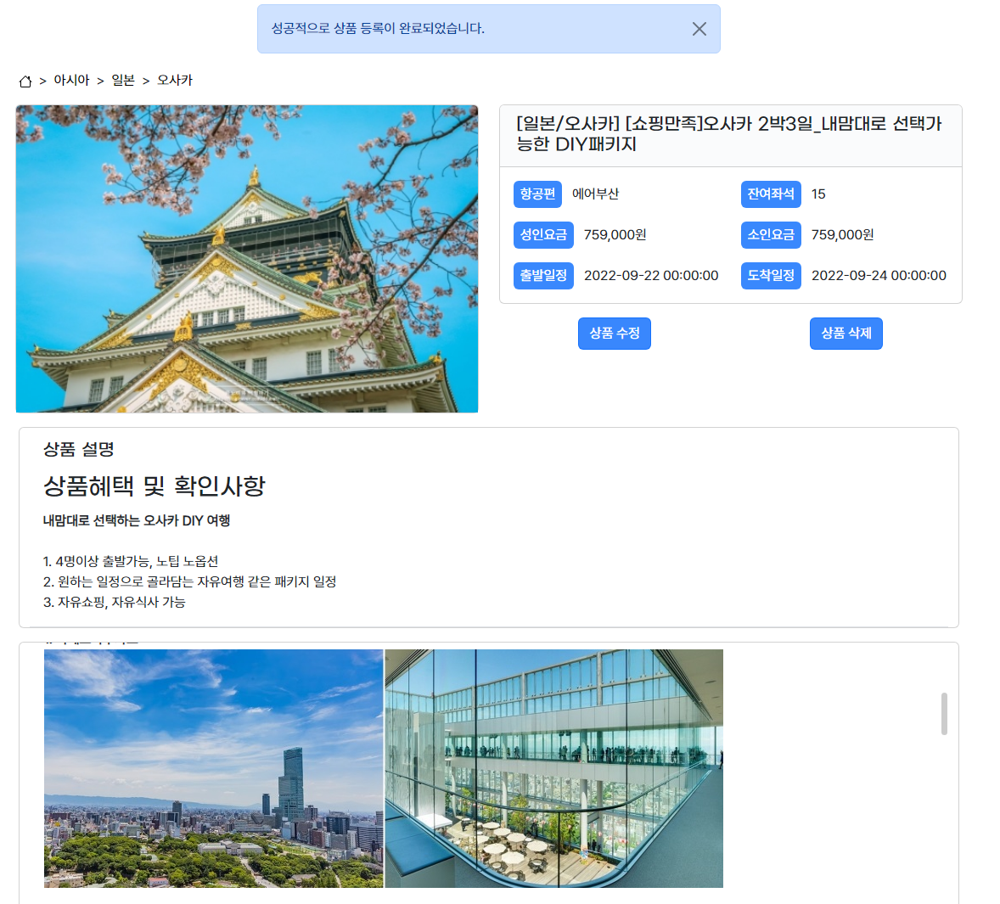 성공적으로 상품 등록이 완료되었습니다.
> 아시아 > 일본 > 오사카
[일본/오사카] [쇼핑만족]오사카 2박3일_내맘대로 선택가
능한 DIY패키지
항공편 에어부산 잔여좌석 15
성인요금 759,000원 소인요금 759,000원
출발일정 2022-09-22 00:00:00 도착일정 2022-09-24 00:00:00
상품 수정 상품 삭제
상품 설명
상품혜택 및 확인사항
내맘대로 선택하는 오사카 DIY 여행
1. 4명이상 출발가능, 노팁 노옵션
2. 원하는 일정으로 골라담는 자유여행 같은 패키지 일정
3. 자유쇼핑, 자유식사 가능